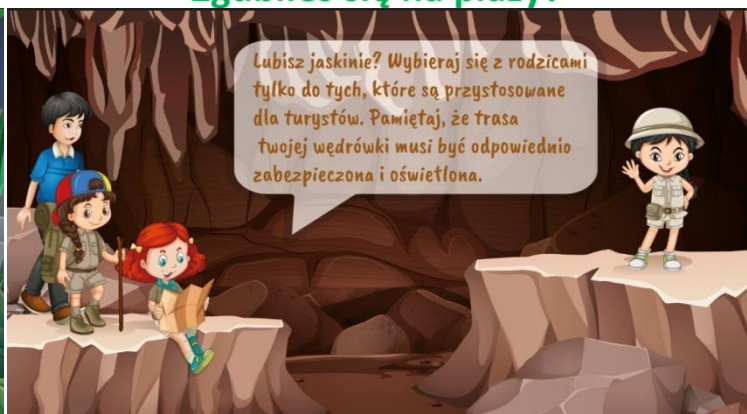 Lubisz jaskinie? Wybieraj się z rodzicami
tylko do tych, które są przystosowane
dla turystów. Pamiętaj, że trasa
twojej wędrówki musi być odpowiednio
zabezpieczona i oświetlona.